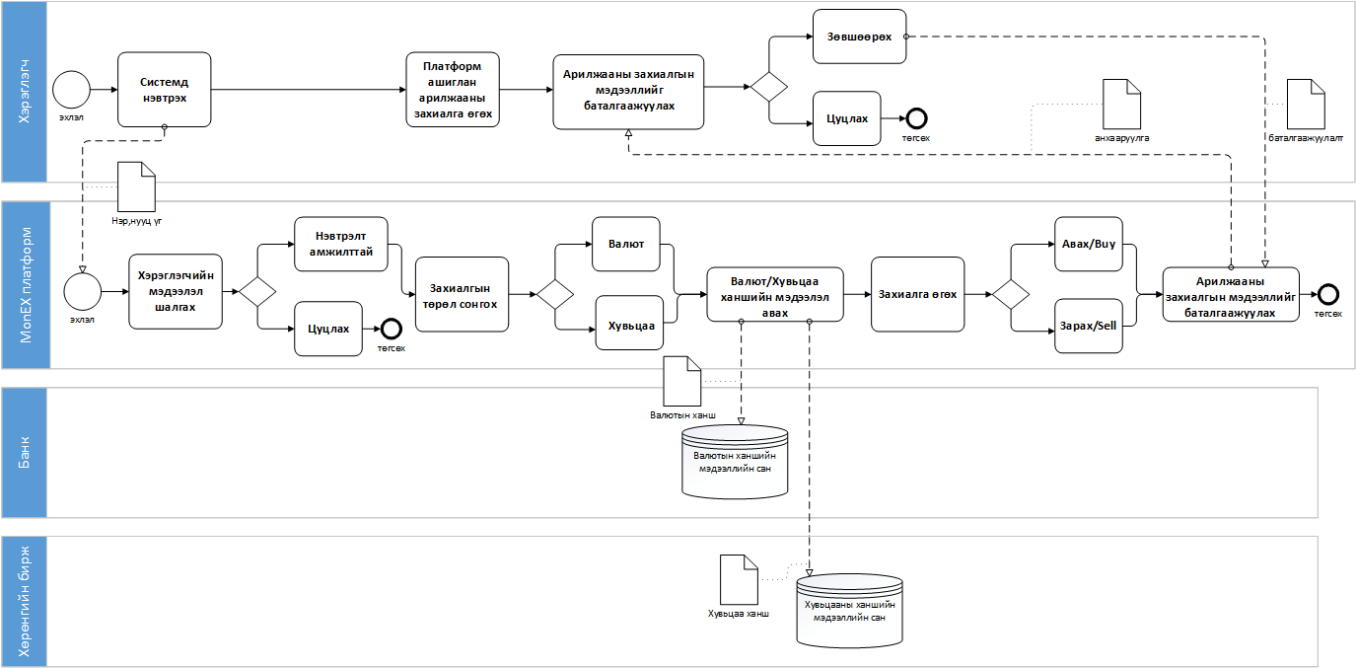 Хэрэглэгч
эхлэл
Системд
нэвтрэх
Платформ
ашиглан
арилжааны
захиалга өгөх
Арилжааны захиалгын
мэдээллийг
баталгаажуулах
Зөвшөөрөх
Цуцлах
төгсөх
анхааруулга
баталгаажуулалт
Нэр,нууц үг
MonEX платформ
эхлэл
Хэрэглэгчийн
мэдээлэл
шалгах
Нэвтрэлт
амжилттай
Цуцлах
төгсөх
Захиалгын
төрөл сонгох
Валют
Хувьцаа
Валют/Хувьцаа
ханшийн мэдээлэл
авах
Захиалга өгөх
Авах/Buy
Зарах/Sell
Арилжааны
захиалгын мэдээллийг
баталгаажуулах
төгсөх
Банк
Валютын ханш
Валютын ханшийн
мэдээллийн сан
Хөрөнгийн бирж
Хувьцаа ханш
Хувьцааны ханшийн
мэдээллийн сан